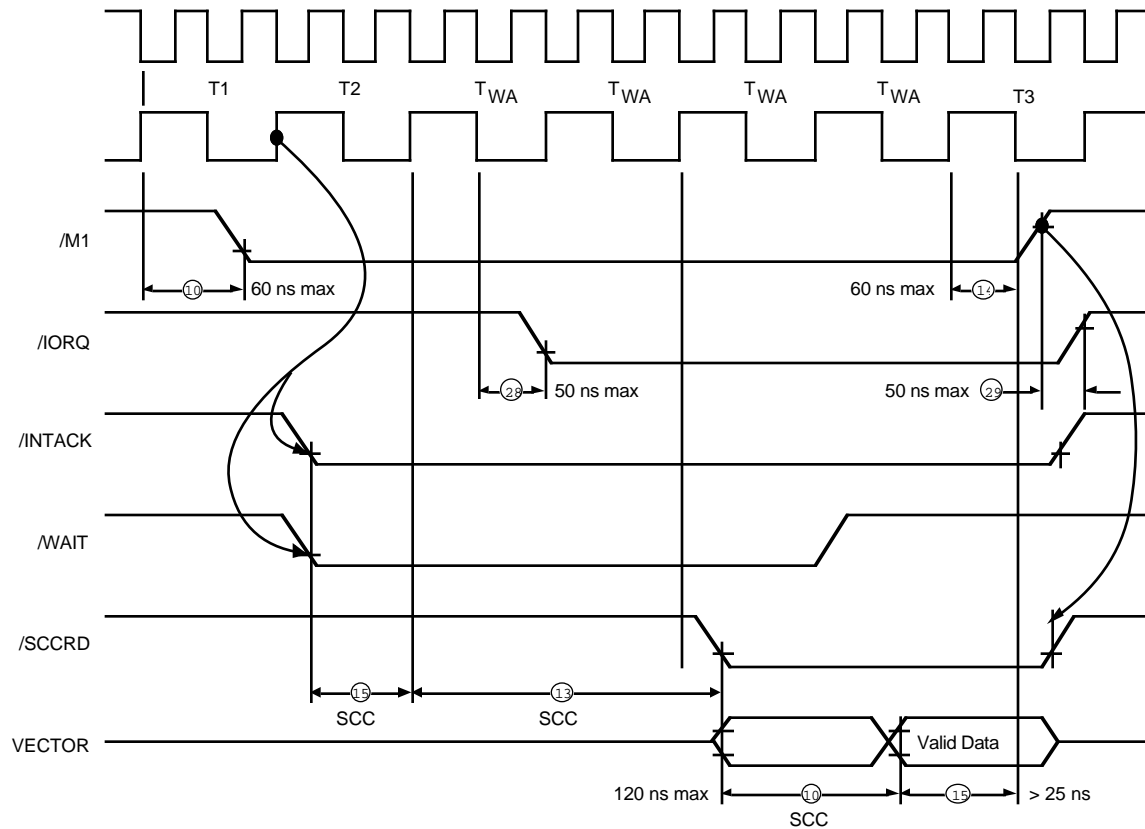 T1 T2 TWA TWA TWA TWA T3
/M1
10 60 ns max 60 ns max 14
/IORQ
28 50 ns max 50 ns max 29
/INTACK
/WAIT
/SCCRD
15 13
SCC SCC
VECTOR Valid Data
120 ns max 10 15 > 25 ns
SCC